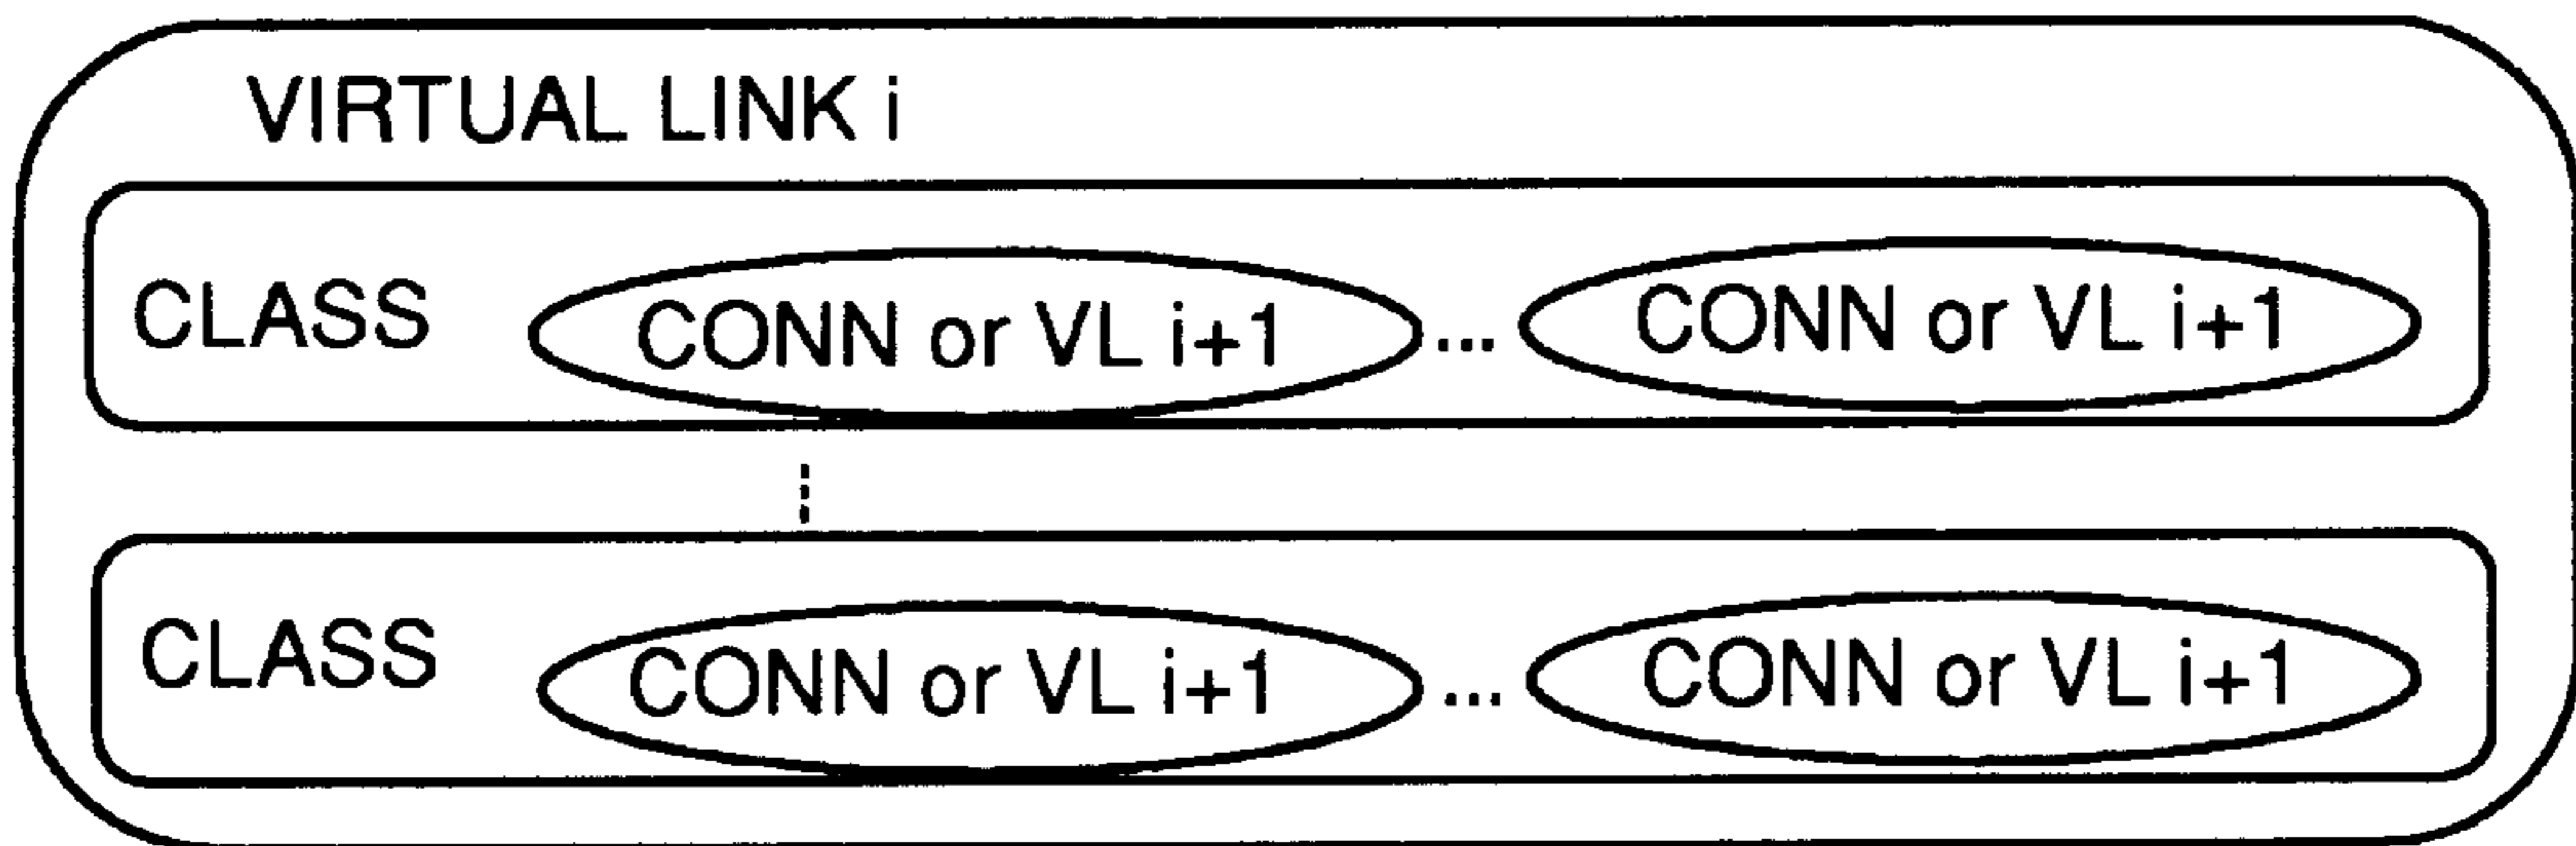 VIRTUAL LINK i
CLASS CONN or VL i+1 ... CONN or VL i+1
CLASS CONN or VL i+1 ... CONN or VL i+1